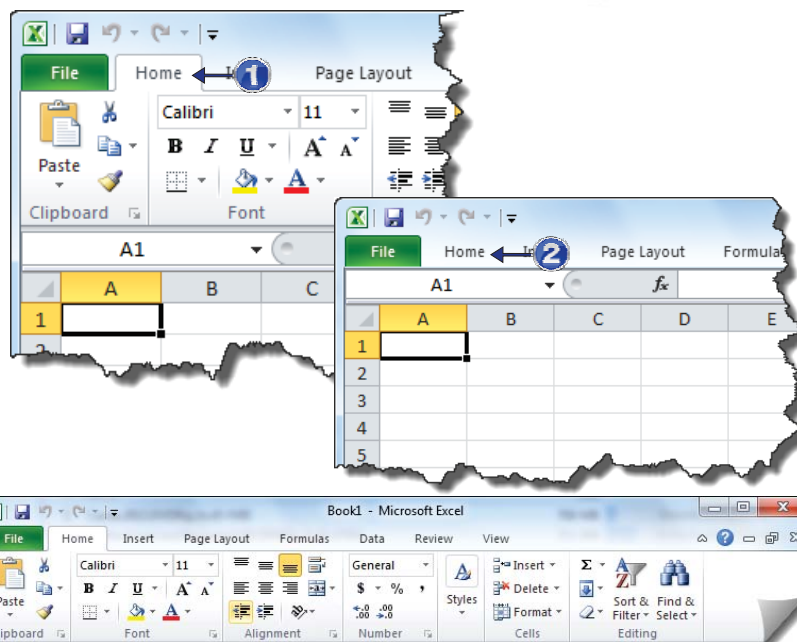 File Home Page Layout
Calibri 11
B I U A A
Paste
Clipboard Font
A1
A B C
1
2
File Home Page Layout Formula
A1 fx
A B C D E
1
2
3
4
5
Book1 - Microsoft Excel
File Home Insert Page Layout Formulas Data Review View
Calibri 11 General Insert Σ
B I U A A $ % , Styles Delete Sort & Find &
Paste A .0 .00 .00 .0 Format Filter Select
Clipboard Font Alignment Number Cells Editing